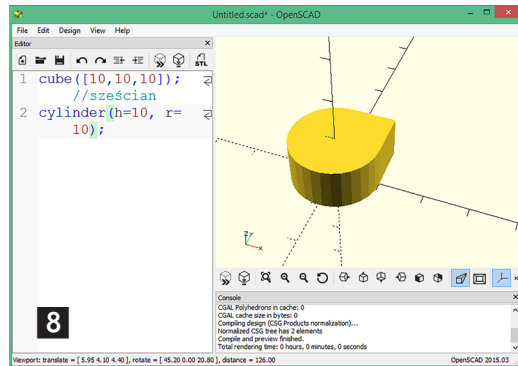 Untitled.scad* - OpenSCAD
File Edit Design View Help
Editor
STL
1 cube([10,10,10]);
//sześcian
2 cylinder(h=10, r=
10);
8
Z Y
X
Console
CGAL Polyhedrons in cache: 0
CGAL cache size in bytes: 0
Compiling design (CSG Products normalization)...
Normalized CSG tree has 2 elements
Compile and preview finished.
Total rendering time: 0 hours, 0 minutes, 0 seconds
Viewport: translate = [ 5.95 4.10 4.40 ], rotate = [ 45.20 0.00 20.80 ], distance = 126.00
OpenSCAD 2015.03